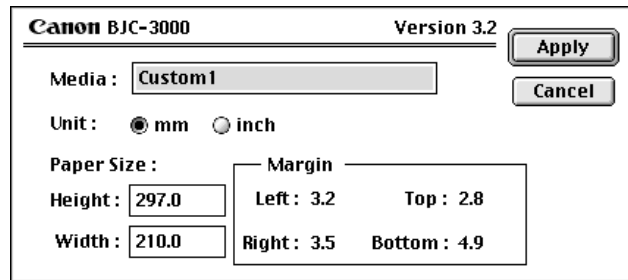 Canon BJC-3000 Version 3.2
Apply
Media : Custom1
Cancel
Unit : mm inch
Paper Size : Margin
Height : 297.0 Left : 3.2 Top : 2.8
Width : 210.0 Right : 3.5 Bottom : 4.9